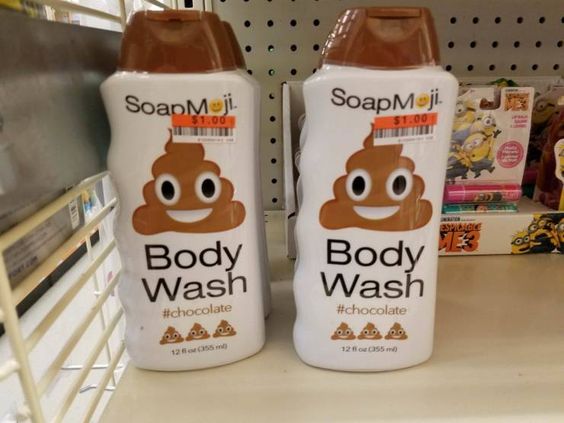 SoapMoji
$1.00
Body
Wash
#chocolate
12 fl oz (355 ml)
SoapMoji
$1.00
Body
Wash
#chocolate
12 fl oz (355 ml)
DESPICABLE
ME3